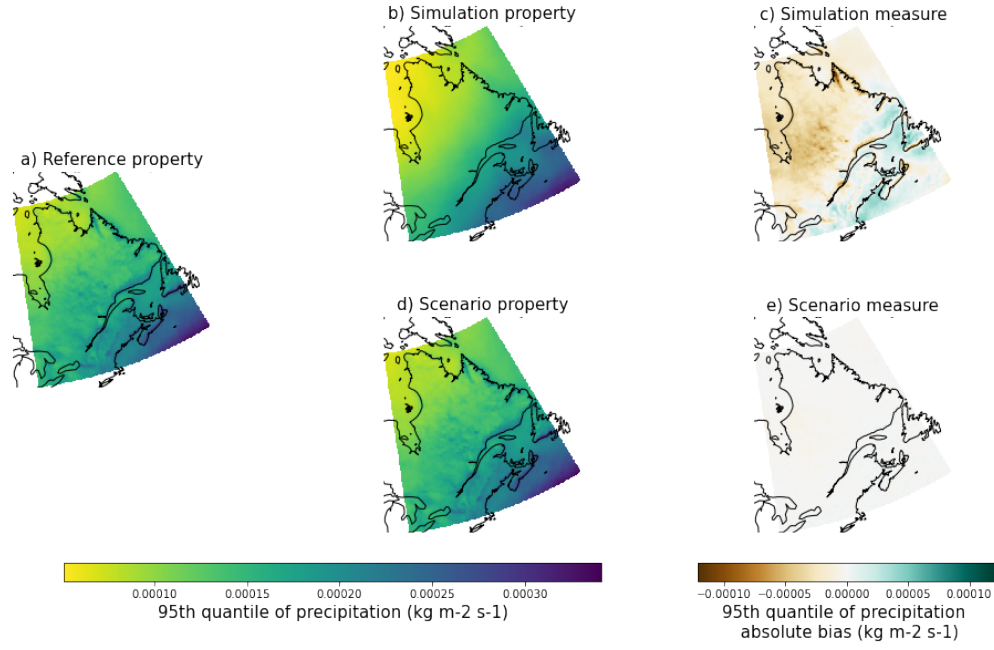 b) Simulation property
c) Simulation measure
a) Reference property
d) Scenario property
e) Scenario measure
0.00010 0.00015 0.00020 0.00025 0.00030
95th quantile of precipitation (kg m-2 s-1)
−0.00010 −0.00005 0.00000 0.00005 0.00010
95th quantile of precipitation
absolute bias (kg m-2 s-1)